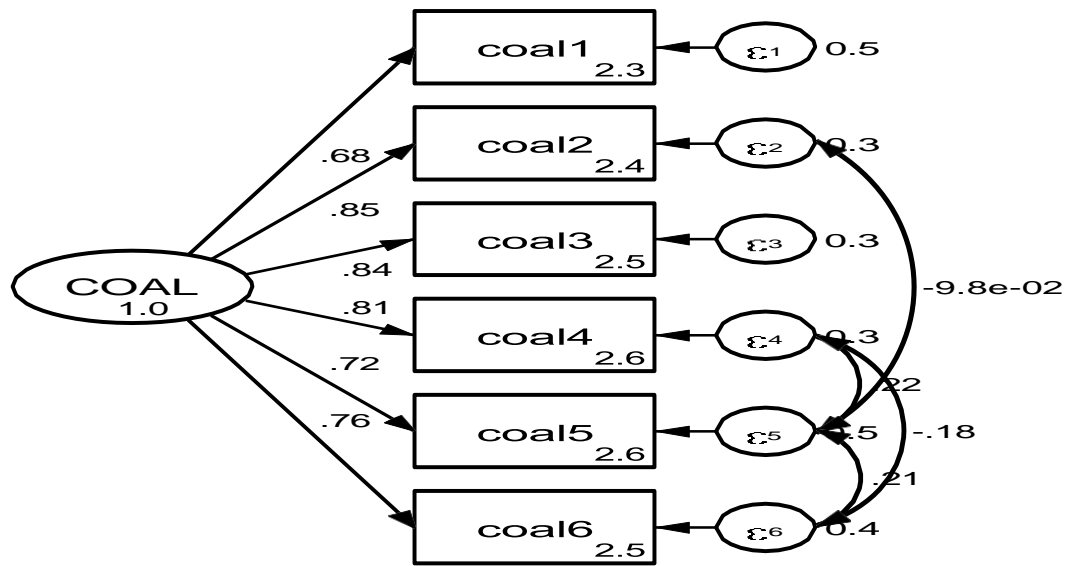 coal1
2.3
ε1
0.5
.68
coal2
2.4
ε2
0.3
.85
coal3
2.5
ε3
0.3
.84
COAL
1.0
-9.8e-02
.81
coal4
2.6
ε4
0.3
.72
.22
.76
coal5
2.6
ε5
0.5
-.18
.21
coal6
2.5
ε6
0.4